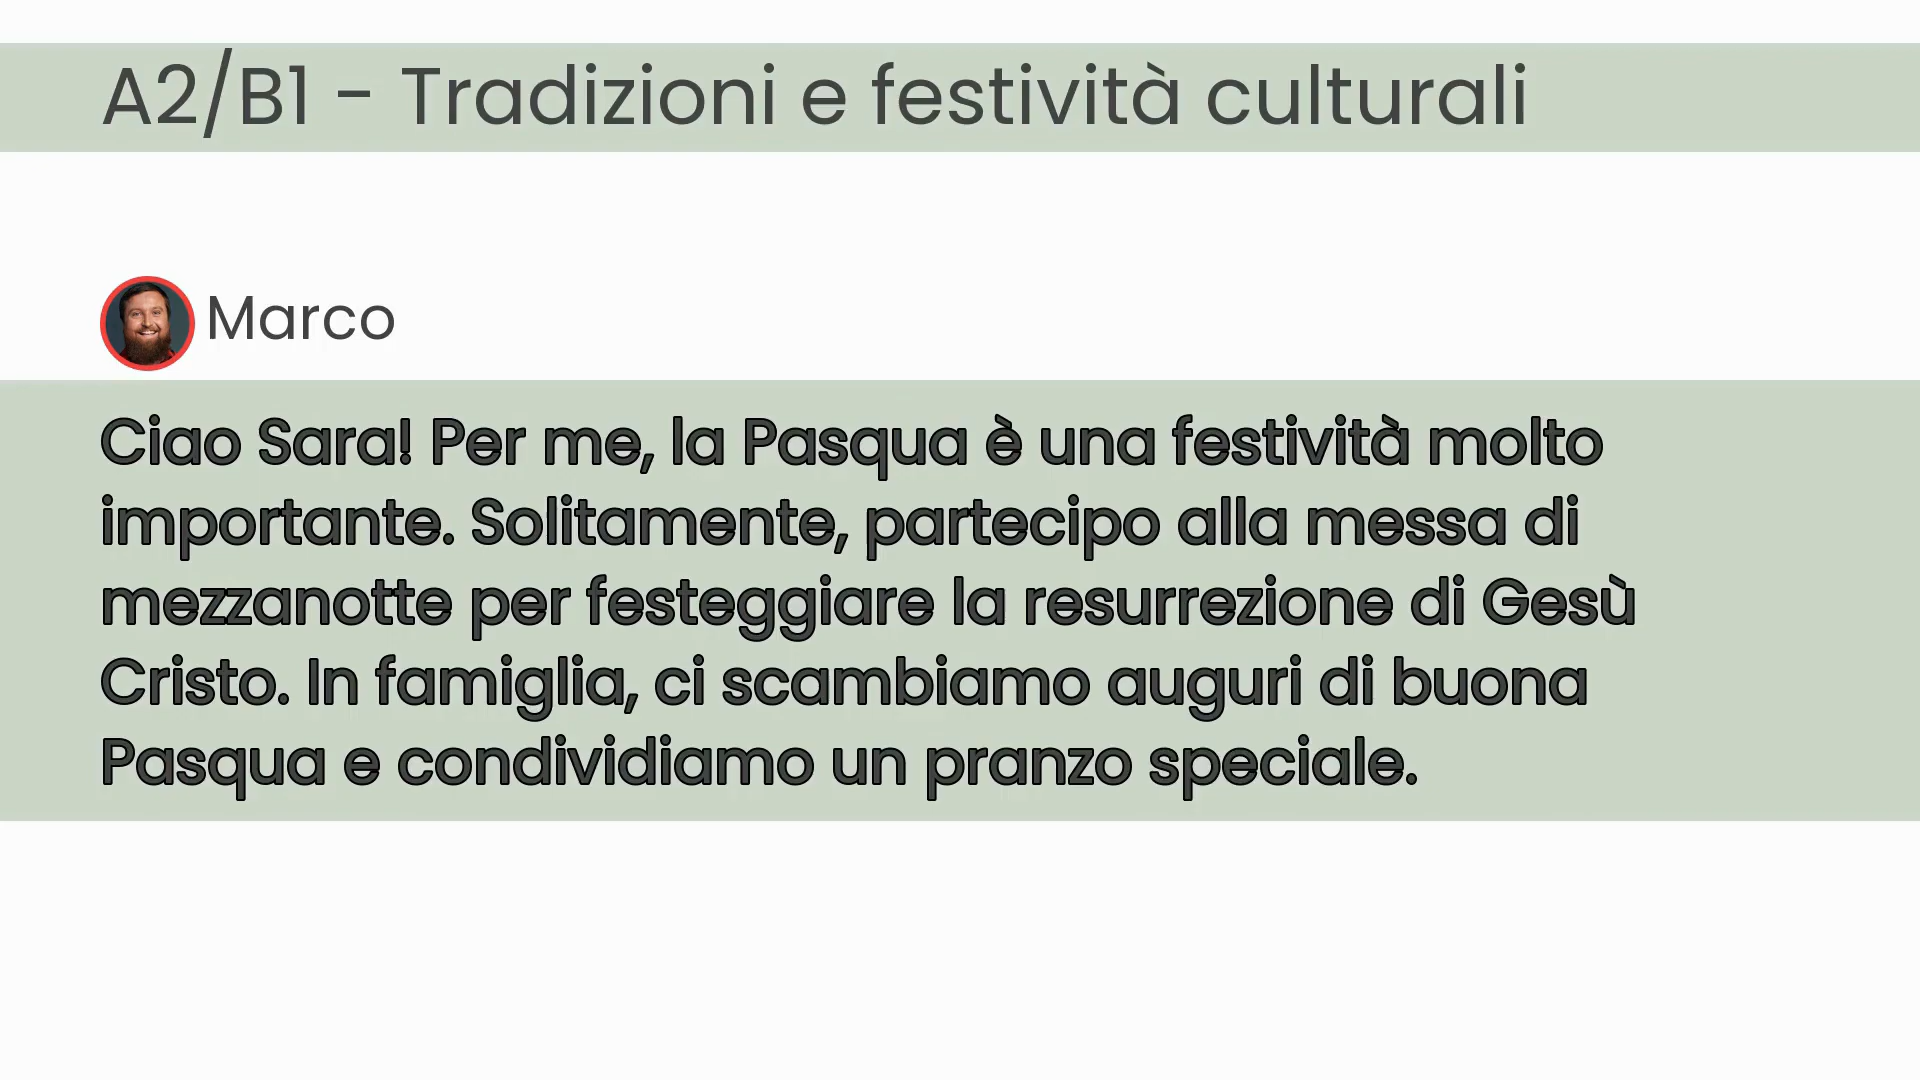 A2/B1 - Tradizioni e festività culturali
Marco
Ciao Sara! Per me, la Pasqua è una festività molto
importante. Solitamente, partecipo alla messa di
mezzanotte per festeggiare la resurrezione di Gesù
Cristo. In famiglia, ci scambiamo auguri di buona
Pasqua e condividiamo un pranzo speciale.